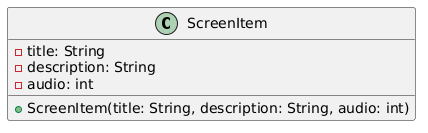 C ScreenItem
title: String
description: String
audio: int
ScreenItem(title: String, description: String, audio: int)